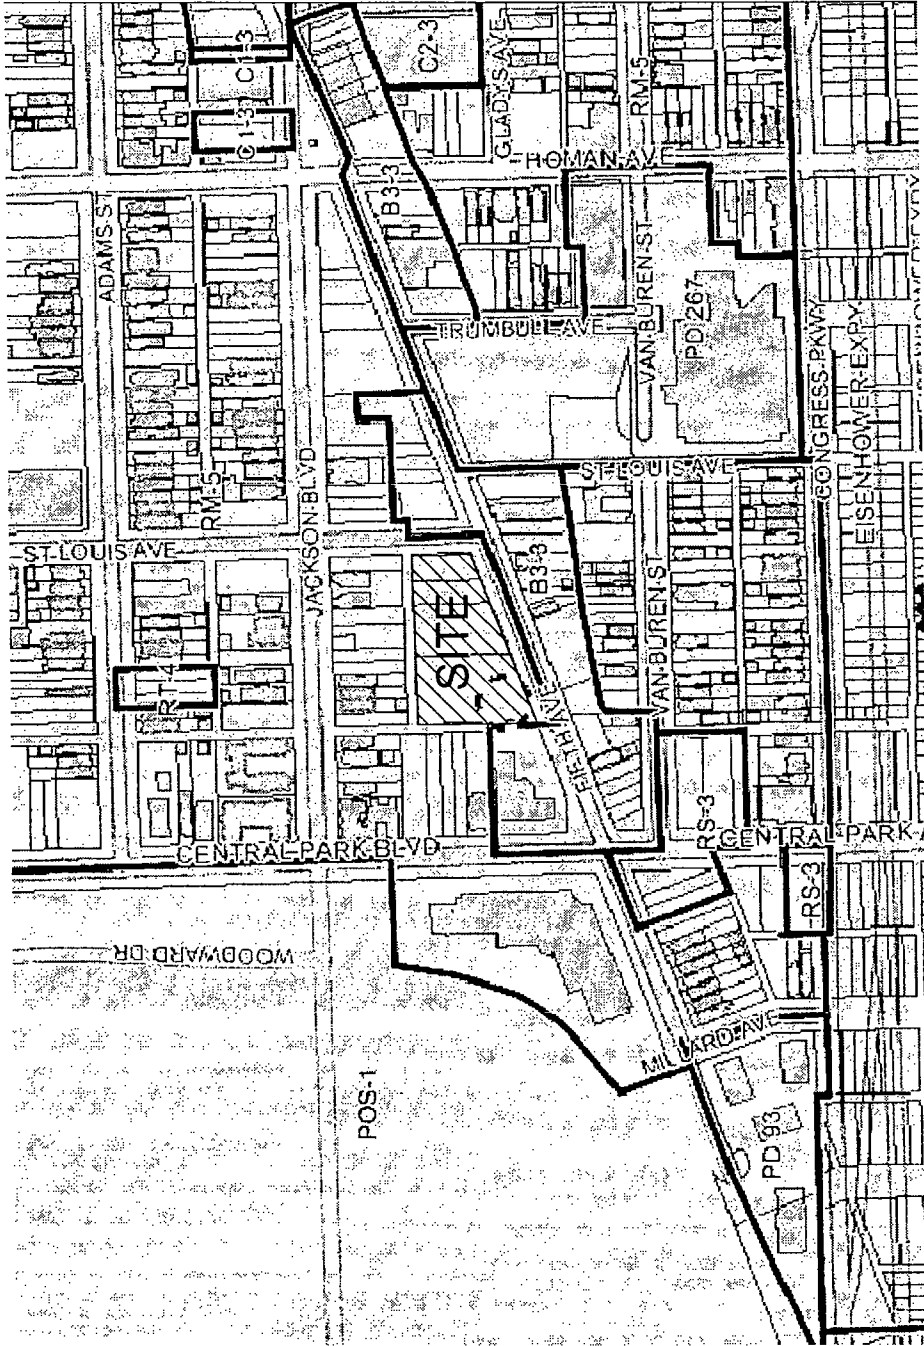 C1-3
C2-3
GLADYS AVE
RM-5
C1-3
HOMAN AVE
B3-3
ADAMS S
VAN BUREN ST
TRUMBULL AVE
PD 267
CONGRESS PKWY
EISENHOWER EXPY
ST LOUIS AVE
RM-5
JACKSON BLVD
ST LOUIS AVE
B3-3
VAN BUREN ST
SITE
RT-4
FIFTH AVE
RS-3
CENTRAL PARK BLVD
CENTRAL PARK A
RS-3
WOODWARD DR
MILLARD AVE
POS-1
PD 93